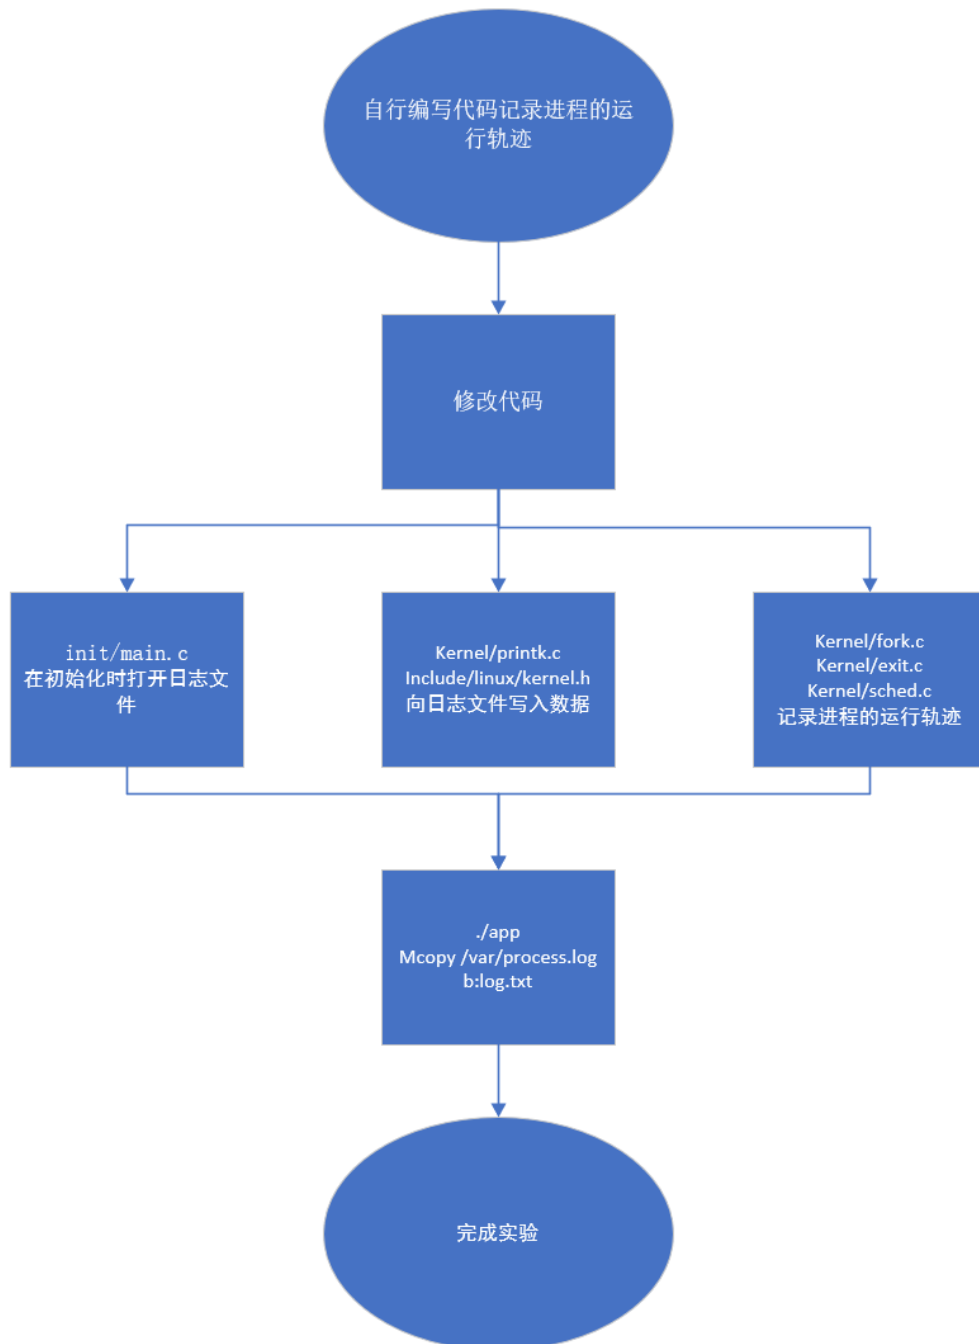 自行编写代码记录进程的运
行轨迹
修改代码
init/main.c
在初始化时打开日志文
件
Kernel/printk.c
Include/linux/kernel.h
向日志文件写入数据
Kernel/fork.c
Kernel/exit.c
Kernel/sched.c
记录进程的运行轨迹
./app
Mcopy /var/process.log
b:log.txt
完成实验